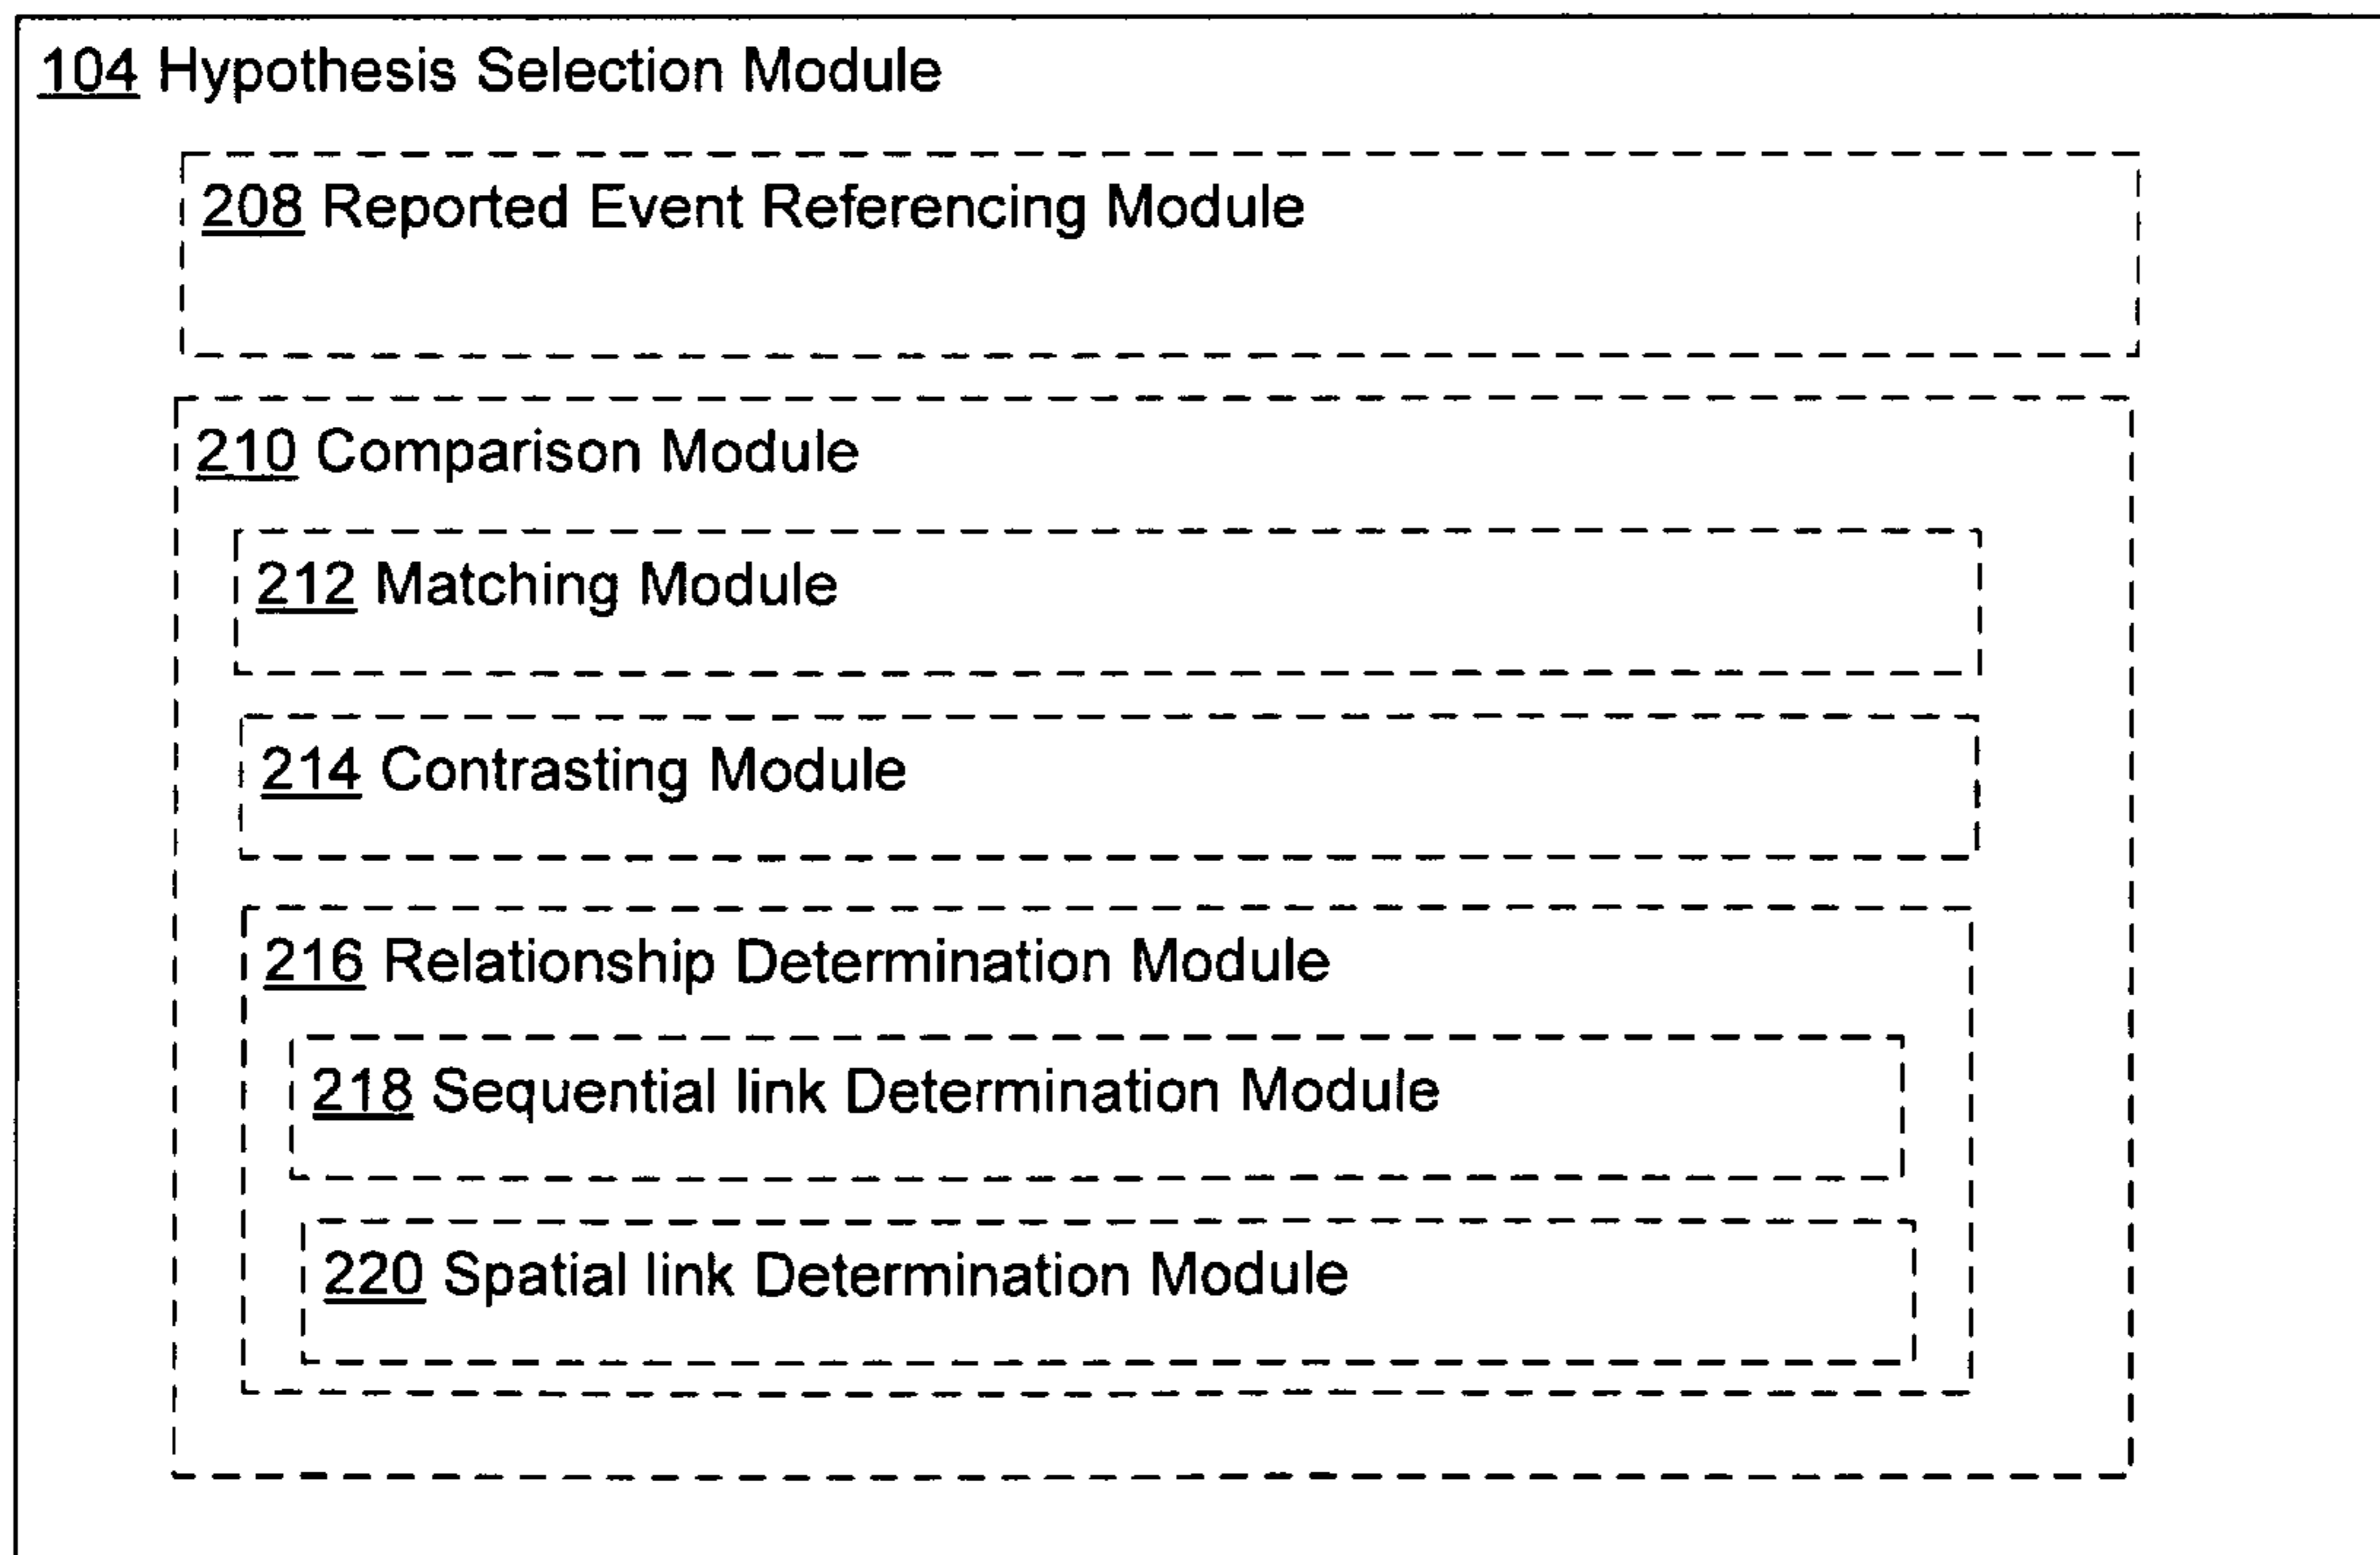 104 Hypothesis Selection Module
208 Reported Event Referencing Module
210 Comparison Module
212 Matching Module
214 Contrasting Module
216 Relationship Determination Module
218 Sequential link Determination Module
220 Spatial link Determination Module